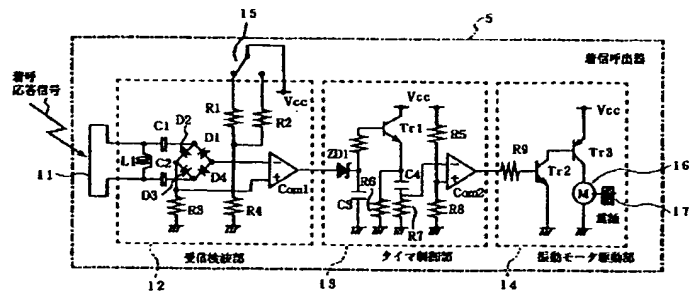 15
5
着信呼出器
着呼
応答信号
Vcc
R1
R2
C1
D2
D1
L1
C2
D4
D3
11
R3
R4
Com1
ZD1
Vcc
Tr1
R5
C4
C3
R6
R7
R8
Com2
R9
Vcc
Tr3
Tr2
M
16
17
重錘
受信検波部
タイマ制御部
振動モータ駆動部
12
13
14